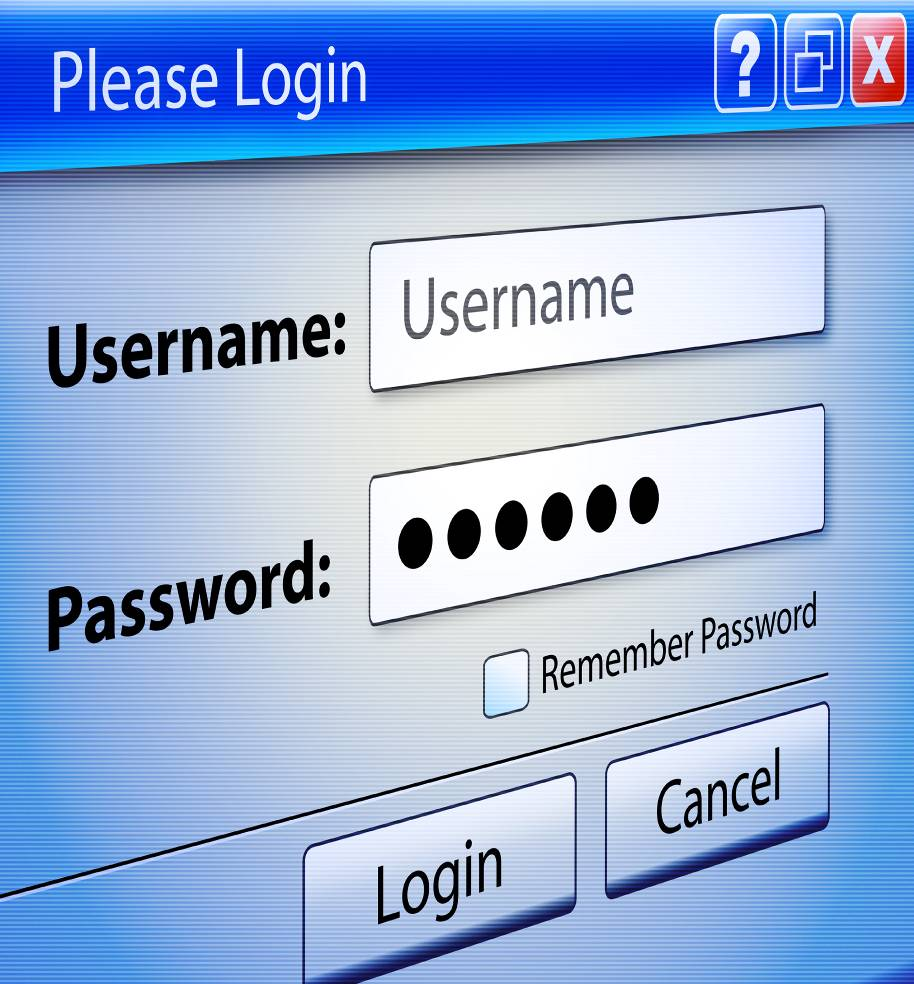 Please Login
? X
Username: Username
Password: ●●●●●●
Remember Password
Login Cancel